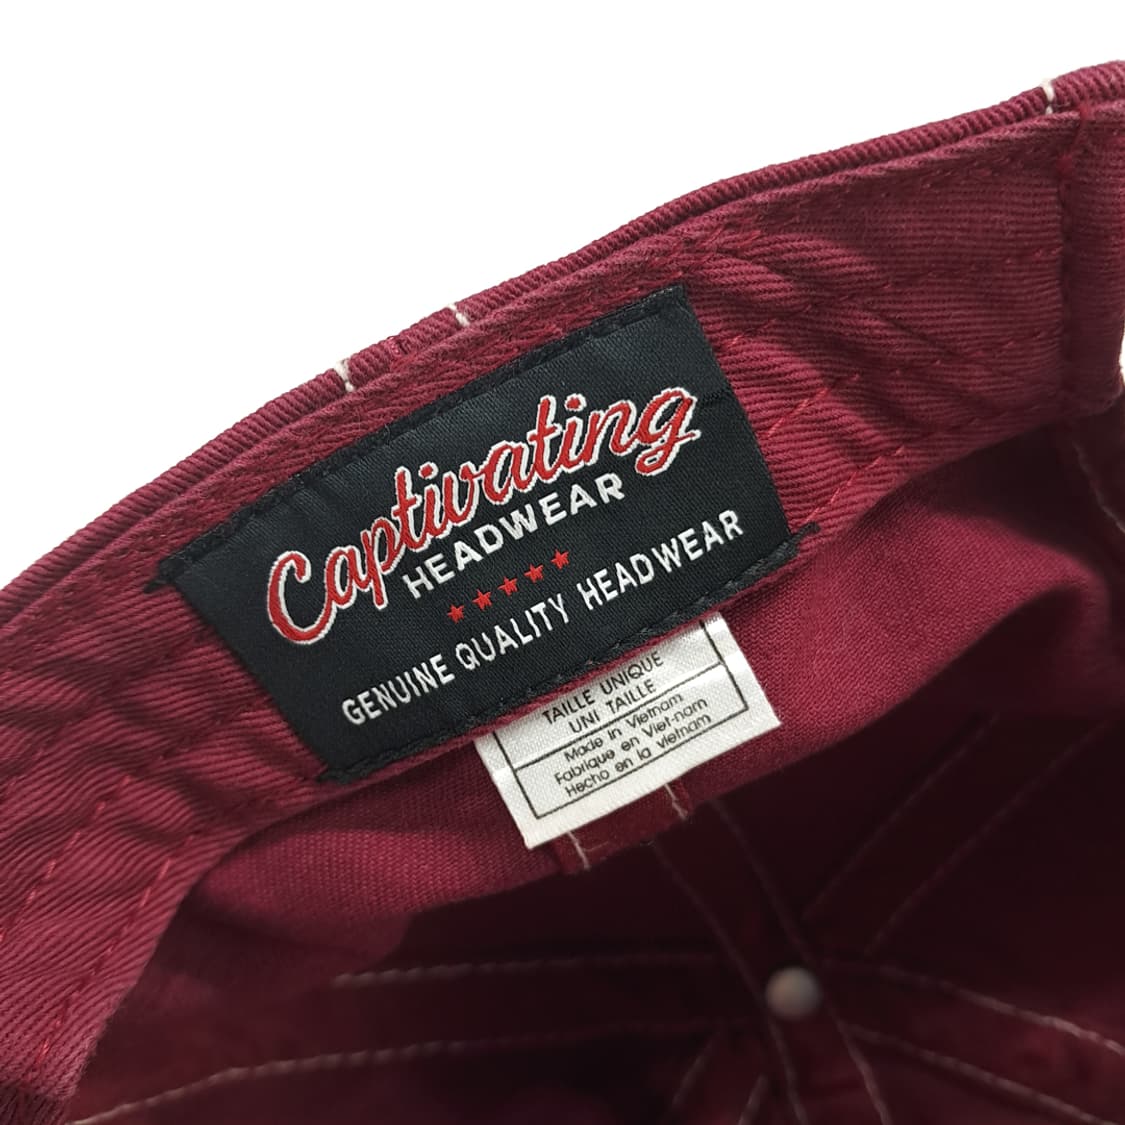 Captivating
HEADWEAR
GENUINE QUALITY HEADWEAR
TAILLE UNIQUE
UNI TAILLE
Made in Vietnam
Fabrique en Viet-nam
Hecho en la vietnam